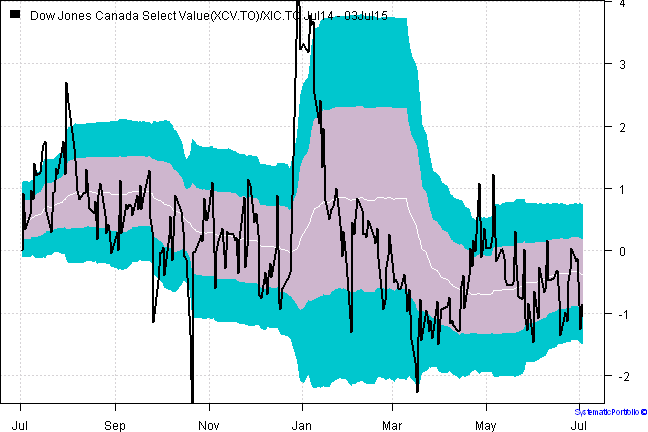 Dow Jones Canada Select Value(XCV.TO)/XIC.TO Jul14 - 03Jul15
4
3
2
1
0
-1
-2
Jul Sep Nov Jan Mar May Jul
SystematicPortfolio ©